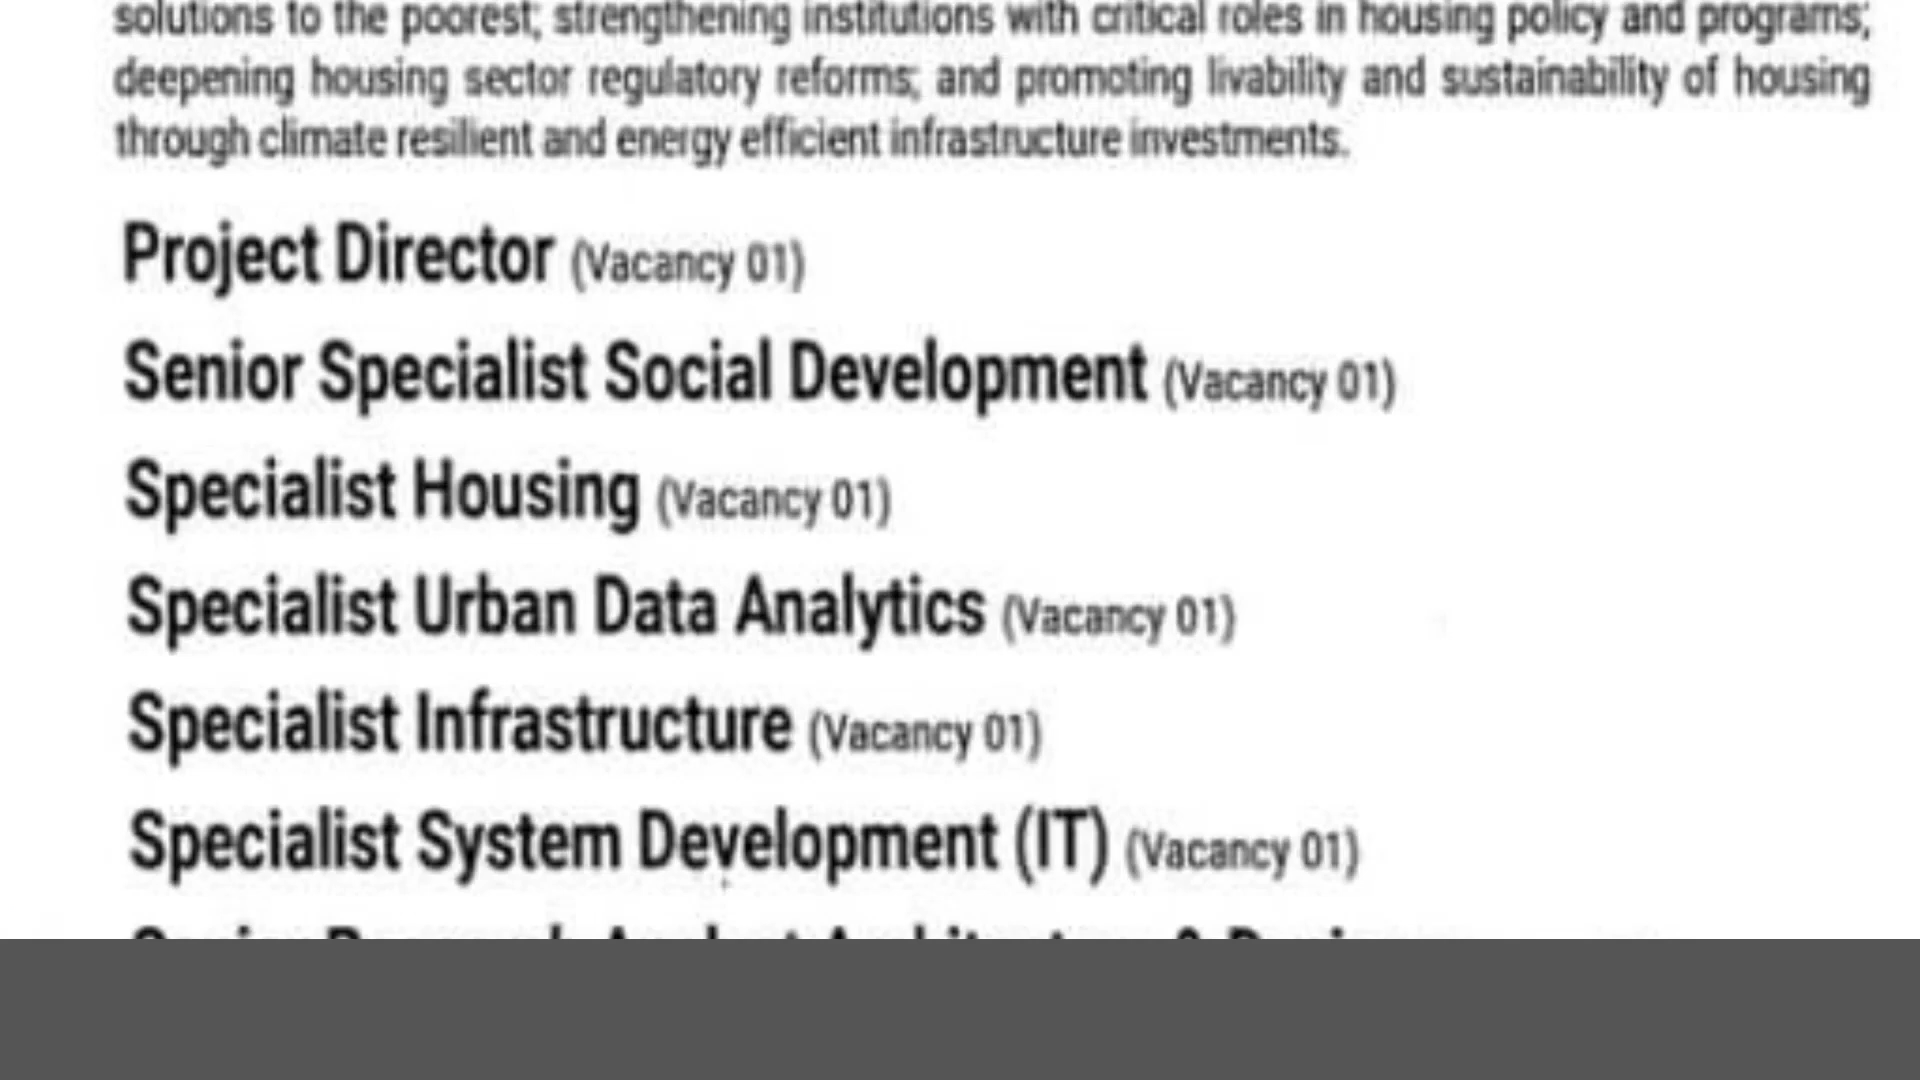 solutions to the poorest; strengthening institutions with critical roles in housing policy and programs;
deepening housing sector regulatory reforms; and promoting livability and sustainability of housing
through climate resilient and energy efficient infrastructure investments.
Project Director (Vacancy 01)
Senior Specialist Social Development (Vacancy 01)
Specialist Housing (Vacancy 01)
Specialist Urban Data Analytics (Vacancy 01)
Specialist Infrastructure (Vacancy 01)
Specialist System Development (IT) (Vacancy 01)